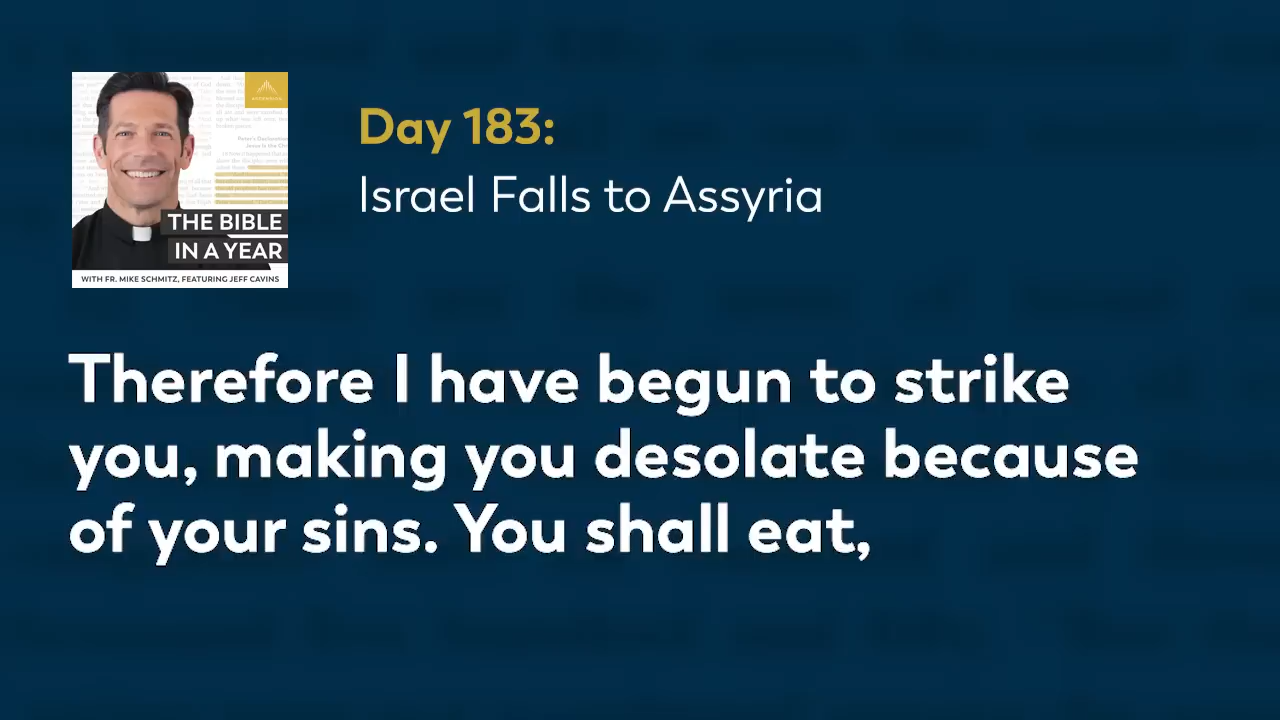 THE BIBLE
IN A YEAR
WITH FR. MIKE SCHMITZ, FEATURING JEFF CAVINS
Day 183:
Israel Falls to Assyria
Therefore I have begun to strike
you, making you desolate because
of your sins. You shall eat,